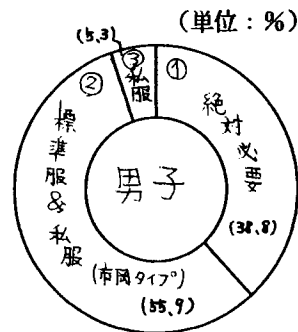 (単位：%)
(5.3)
③
私服
①
絶対必要
(38.8)
②
標準服&私服
(市岡タイプ)
(55.9)
男子